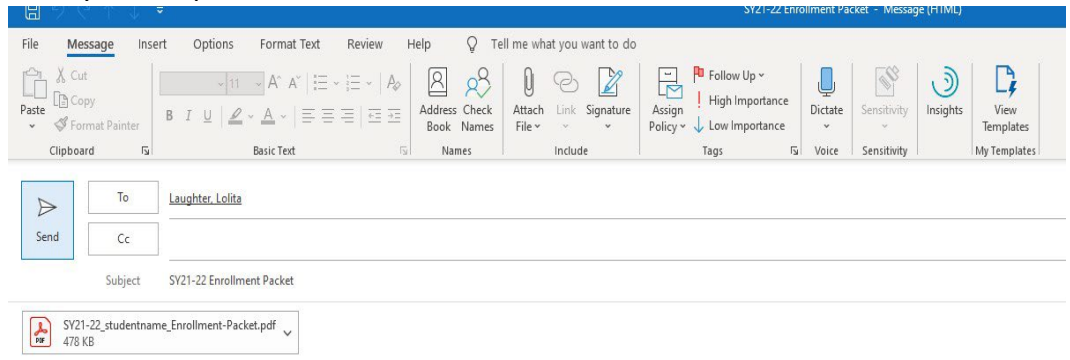 SY21-22 Enrollment Packet - Message (HTML)
File Message Insert Options Format Text Review Help Tell me what you want to do
Paste
Cut
Copy
Format Painter
Clipboard
11
B I U
Basic Text
Address Book
Check Names
Names
Attach File
Link
Signature
Include
Assign Policy
Follow Up
High Importance
Low Importance
Tags
Dictate
Voice
Sensitivity
Sensitivity
Insights
View Templates
My Templates
Send
To Laughter, Lolita
Cc
Subject SY21-22 Enrollment Packet
PDF
SY21-22_studentname_Enrollment-Packet.pdf
478 KB